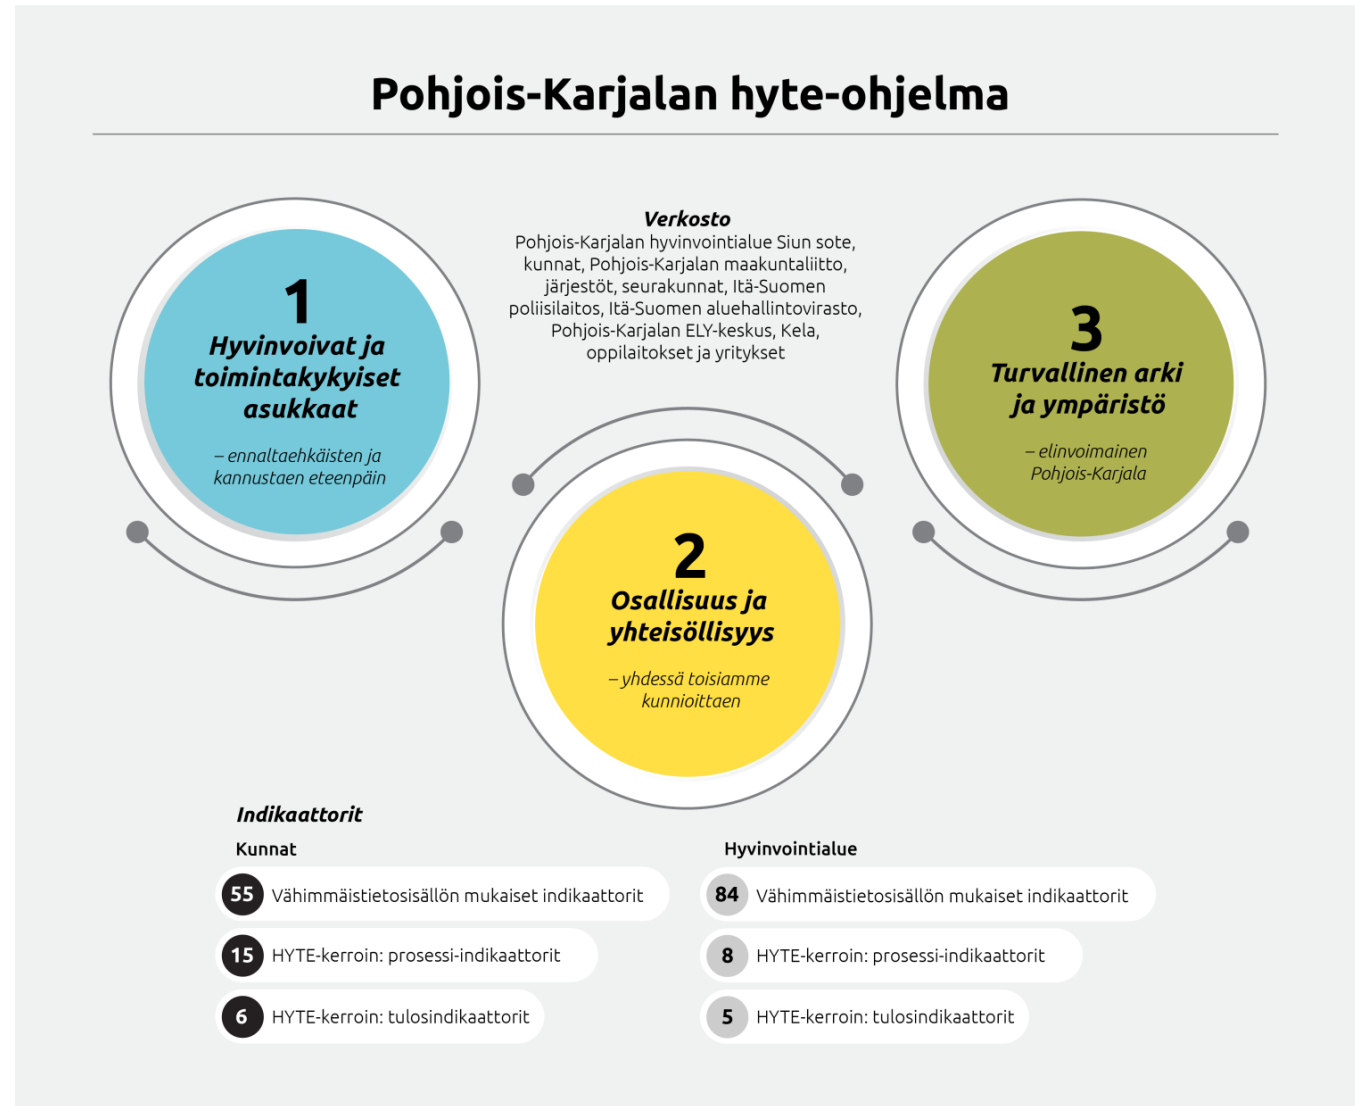 Pohjois-Karjalan hyte-ohjelma
1
Hyvinvoivat ja
toimintakykyiset
asukkaat
– ennaltaehkäisten ja
kannustaen eteenpäin
Verkosto
Pohjois-Karjalan hyvinvointialue Siun sote,
kunnat, Pohjois-Karjalan maakuntaliitto,
järjestöt, seurakunnat, Itä-Suomen
poliisilaitos, Itä-Suomen aluehallintovirasto,
Pohjois-Karjalan ELY-keskus, Kela,
oppilaitokset ja yritykset
2
Osallisuus ja
yhteisöllisyys
– yhdessä toisiamme
kunnioittaen
3
Turvallinen arki
ja ympäristö
– elinvoimainen
Pohjois-Karjala
Indikaattorit
Kunnat
55 Vähimmäistietosisällön mukaiset indikaattorit
15 HYTE-kerroin: prosessi-indikaattorit
6 HYTE-kerroin: tulosindikaattorit
Hyvinvointialue
84 Vähimmäistietosisällön mukaiset indikaattorit
8 HYTE-kerroin: prosessi-indikaattorit
5 HYTE-kerroin: tulosindikaattorit